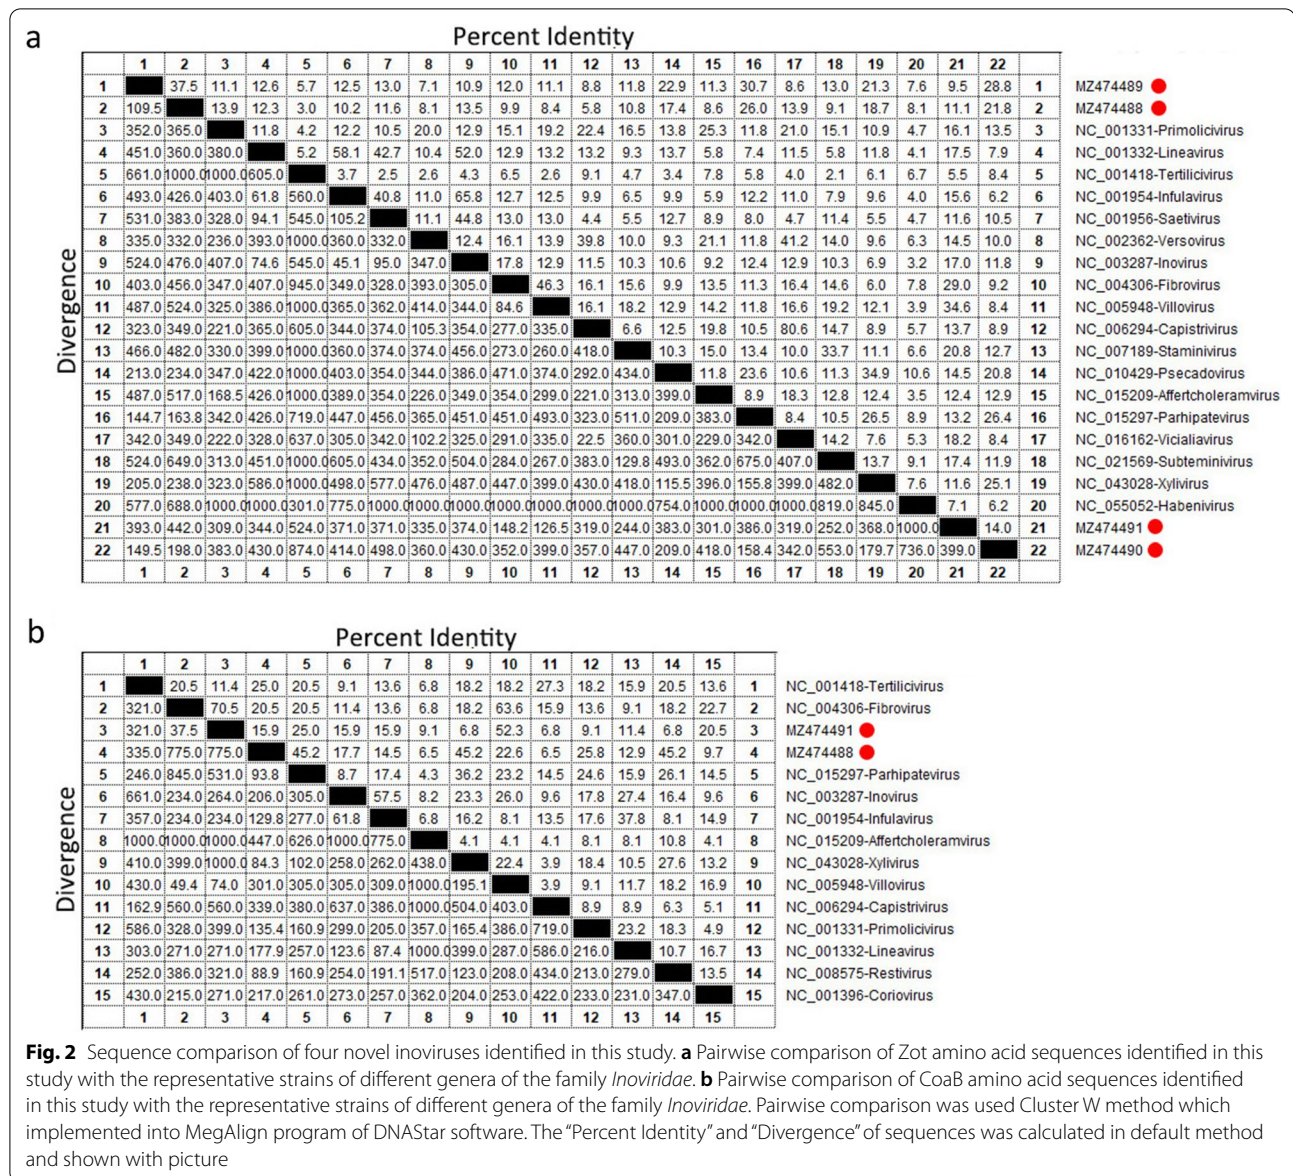 a
Percent Identity
1 2 3 4 5 6 7 8 9 10 11 12 13 14 15 16 17 18 19 20 21 22
1 37.5 11.1 12.6 5.7 12.5 13.0 7.1 10.9 12.0 11.1 8.8 11.8 22.9 11.3 30.7 8.6 13.0 21.3 7.6 9.5 28.8 1 MZ474489
2 109.5 13.9 12.3 3.0 10.2 11.6 8.1 13.5 9.9 8.4 5.8 10.8 17.4 8.6 26.0 13.9 9.1 18.7 8.1 11.1 21.8 2 MZ474488
3 352.0 365.0 11.8 4.2 12.2 10.5 20.0 12.9 15.1 19.2 22.4 16.5 13.8 25.3 11.8 21.0 15.1 10.9 4.7 16.1 13.5 3 NC_001331-Primolicivirus
4 451.0 360.0 380.0 5.2 58.1 42.7 10.4 52.0 12.9 13.2 13.2 9.3 13.7 5.8 7.4 11.5 5.8 11.8 4.1 17.5 7.9 4 NC_001332-Lineavirus
5 661.0 1000.0 1000.0 605.0 3.7 2.5 2.6 4.3 6.5 2.6 9.1 4.7 3.4 7.8 5.8 4.0 2.1 6.1 6.7 5.5 8.4 5 NC_001418-Tertilicivirus
6 493.0 426.0 403.0 61.8 560.0 40.8 11.0 65.8 12.7 12.5 9.9 6.5 9.9 5.9 12.2 11.0 7.9 9.6 4.0 15.6 6.2 6 NC_001954-Infulavirus
7 531.0 383.0 328.0 94.1 545.0 105.2 11.1 44.8 13.0 13.0 4.4 5.5 12.7 8.9 8.0 4.7 11.4 5.5 4.7 11.6 10.5 7 NC_001956-Saetivirus
8 335.0 332.0 236.0 393.0 1000.0 360.0 332.0 12.4 16.1 13.9 39.8 10.0 9.3 21.1 11.8 41.2 14.0 9.6 6.3 14.5 10.0 8 NC_002362-Versovirus
9 524.0 476.0 407.0 74.6 545.0 45.1 95.0 347.0 17.8 12.9 11.5 10.3 10.6 9.2 12.4 12.9 10.3 6.9 3.2 17.0 11.8 9 NC_003287-Inovirus
10 403.0 456.0 347.0 407.0 945.0 349.0 328.0 393.0 305.0 46.3 16.1 15.6 9.9 13.5 11.3 16.4 14.6 6.0 7.8 29.0 9.2 10 NC_004306-Fibrovirus
11 487.0 524.0 325.0 386.0 1000.0 365.0 362.0 414.0 344.0 84.6 16.1 18.2 12.9 14.2 11.8 16.6 19.2 12.1 3.9 34.6 8.4 11 NC_005948-Villovirus
12 323.0 349.0 221.0 365.0 605.0 344.0 374.0 105.3 354.0 277.0 335.0 6.6 12.5 19.8 10.5 80.6 14.7 8.9 5.7 13.7 8.9 12 NC_006294-Capistrivirus
13 466.0 482.0 330.0 399.0 1000.0 360.0 374.0 374.0 456.0 273.0 260.0 418.0 10.3 15.0 13.4 10.0 33.7 11.1 6.6 20.8 12.7 13 NC_007189-Staminivirus
14 213.0 234.0 347.0 422.0 1000.0 403.0 354.0 344.0 386.0 471.0 374.0 292.0 434.0 11.8 23.6 10.6 11.3 34.9 10.6 14.5 20.8 14 NC_010429-Psecadovirus
15 487.0 517.0 168.5 426.0 1000.0 389.0 354.0 226.0 349.0 354.0 299.0 221.0 313.0 399.0 8.9 18.3 12.8 12.4 3.5 12.4 12.9 15 NC_015209-Affertcholeramvirus
16 144.7 163.8 342.0 426.0 719.0 447.0 456.0 365.0 451.0 451.0 493.0 323.0 511.0 209.0 383.0 8.4 10.5 26.5 8.9 13.2 26.4 16 NC_015297-Parhipatevirus
17 342.0 349.0 222.0 328.0 637.0 305.0 342.0 102.2 325.0 291.0 335.0 22.5 360.0 301.0 229.0 342.0 14.2 7.6 5.3 18.2 8.4 17 NC_016162-Vicialiavirus
18 524.0 649.0 313.0 451.0 1000.0 605.0 434.0 352.0 504.0 284.0 267.0 383.0 129.8 493.0 362.0 675.0 407.0 13.7 9.1 17.4 11.9 18 NC_021569-Subteminivirus
19 205.0 238.0 323.0 586.0 1000.0 498.0 577.0 476.0 487.0 447.0 399.0 430.0 418.0 115.5 396.0 155.8 399.0 482.0 7.6 11.6 25.1 19 NC_043028-Xylivirus
20 577.0 688.0 1000.0 1000.0 301.0 775.0 1000.0 1000.0 1000.0 1000.0 1000.0 1000.0 1000.0 754.0 1000.0 1000.0 1000.0 819.0 845.0 7.1 6.2 20 NC_055052-Habenivirus
21 393.0 442.0 309.0 344.0 524.0 371.0 371.0 335.0 374.0 148.2 126.5 319.0 244.0 383.0 301.0 386.0 319.0 252.0 368.0 1000.0 14.0 21 MZ474491
22 149.5 198.0 383.0 430.0 874.0 414.0 498.0 360.0 430.0 352.0 399.0 357.0 447.0 209.0 418.0 158.4 342.0 553.0 179.7 736.0 399.0 22 MZ474490
1 2 3 4 5 6 7 8 9 10 11 12 13 14 15 16 17 18 19 20 21 22
Divergence
b
Percent Identity
1 2 3 4 5 6 7 8 9 10 11 12 13 14 15
1 20.5 11.4 25.0 20.5 9.1 13.6 6.8 18.2 18.2 27.3 18.2 15.9 20.5 13.6 1 NC_001418-Tertilicivirus
2 321.0 70.5 20.5 20.5 11.4 13.6 6.8 18.2 63.6 15.9 13.6 9.1 18.2 22.7 2 NC_004306-Fibrovirus
3 321.0 37.5 15.9 25.0 15.9 15.9 9.1 6.8 52.3 6.8 9.1 11.4 6.8 20.5 3 MZ474491
4 335.0 775.0 775.0 45.2 17.7 14.5 6.5 45.2 22.6 6.5 25.8 12.9 45.2 9.7 4 MZ474488
5 246.0 845.0 531.0 93.8 8.7 17.4 4.3 36.2 23.2 14.5 24.6 15.9 26.1 14.5 5 NC_015297-Parhipatevirus
6 661.0 234.0 264.0 206.0 305.0 57.5 8.2 23.3 26.0 9.6 17.8 27.4 16.4 9.6 6 NC_003287-Inovirus
7 357.0 234.0 234.0 129.8 277.0 61.8 6.8 16.2 8.1 13.5 17.6 37.8 8.1 14.9 7 NC_001954-Infulavirus
8 1000.0 1000.0 1000.0 447.0 626.0 1000.0 775.0 4.1 4.1 4.1 8.1 8.1 10.8 4.1 8 NC_015209-Affertcholeramvirus
9 410.0 399.0 1000.0 84.3 102.0 258.0 262.0 438.0 22.4 3.9 18.4 10.5 27.6 13.2 9 NC_043028-Xylivirus
10 430.0 49.4 74.0 301.0 305.0 305.0 309.0 1000.0 195.1 3.9 9.1 11.7 18.2 16.9 10 NC_005948-Villovirus
11 162.9 560.0 560.0 339.0 380.0 637.0 386.0 1000.0 504.0 403.0 8.9 8.9 6.3 5.1 11 NC_006294-Capistrivirus
12 586.0 328.0 399.0 135.4 160.9 299.0 205.0 357.0 165.4 386.0 719.0 23.2 18.3 4.9 12 NC_001331-Primolicivirus
13 303.0 271.0 271.0 177.9 257.0 123.6 87.4 1000.0 399.0 287.0 586.0 216.0 10.7 16.7 13 NC_001332-Lineavirus
14 252.0 386.0 321.0 88.9 160.9 254.0 191.1 517.0 123.0 208.0 434.0 213.0 279.0 13.5 14 NC_008575-Restivirus
15 430.0 215.0 271.0 217.0 261.0 273.0 257.0 362.0 204.0 253.0 422.0 233.0 231.0 347.0 15 NC_001396-Coriovirus
1 2 3 4 5 6 7 8 9 10 11 12 13 14 15
Divergence
Fig. 2 Sequence comparison of four novel inoviruses identified in this study. a Pairwise comparison of Zot amino acid sequences identified in this
study with the representative strains of different genera of the family Inoviridae. b Pairwise comparison of CoaB amino acid sequences identified
in this study with the representative strains of different genera of the family Inoviridae. Pairwise comparison was used Cluster W method which
implemented into MegAlign program of DNAStar software. The “Percent Identity” and “Divergence” of sequences was calculated in default method
and shown with picture